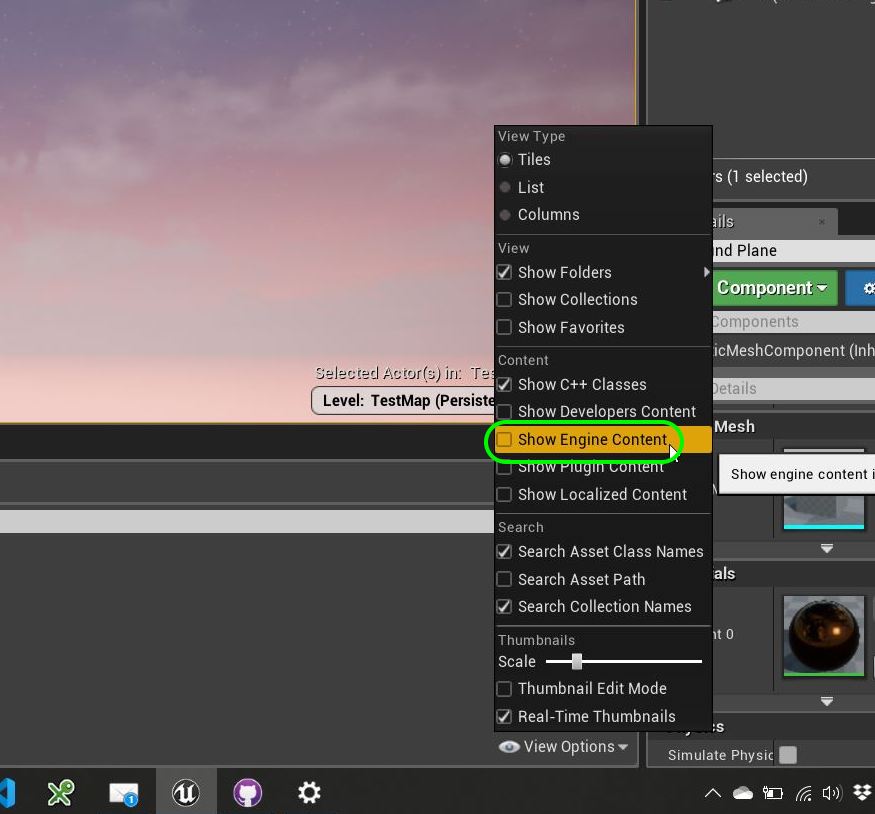 View Type
Tiles
List
Columns
View
Show Folders
Show Collections
Show Favorites
Content
Show C++ Classes
Show Developers Content
Show Engine Content
Show Plugin Content
Show Localized Content
Search
Search Asset Class Names
Search Asset Path
Search Collection Names
Thumbnails
Scale
Thumbnail Edit Mode
Real-Time Thumbnails
View Options
Selected Actor(s) in: Tes
Level: TestMap (Persiste
rs (1 selected)
ails
nd Plane
Component
Components
icMeshComponent (Inh
Details
Mesh
Show engine content i
als
nt 0
Simulate Physic
1